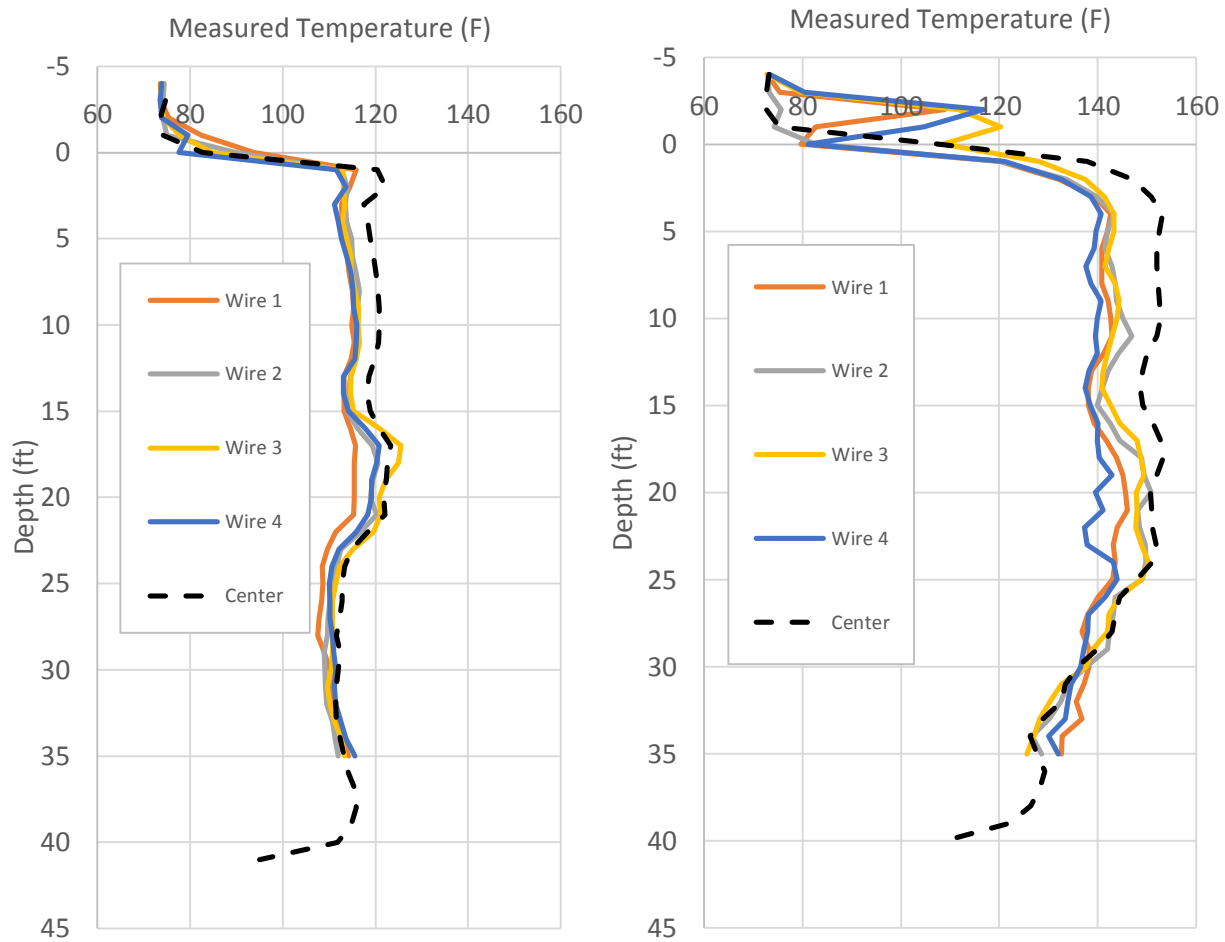 Measured Temperature (F)
-5
60 80 100 120 140 160
0
5
10
15
20
25
30
35
40
45
Depth (ft)
Wire 1
Wire 2
Wire 3
Wire 4
Center
Measured Temperature (F)
-5
60 80 100 120 140 160
0
5
10
15
20
25
30
35
40
45
Depth (ft)
Wire 1
Wire 2
Wire 3
Wire 4
Center